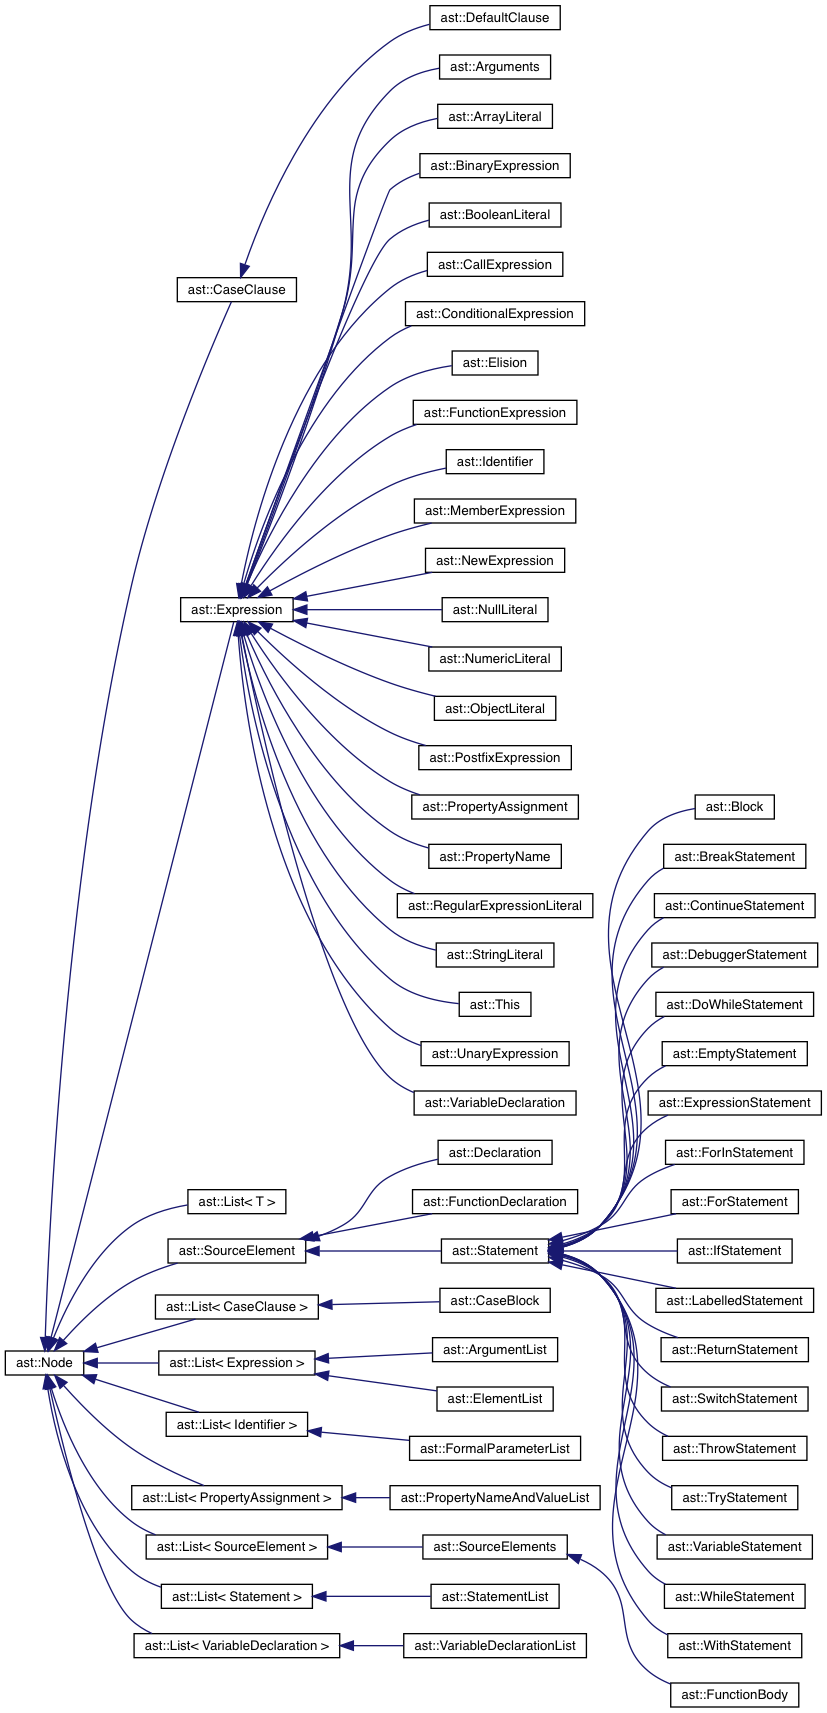 ast::DefaultClause
ast::Arguments
ast::ArrayLiteral
ast::BinaryExpression
ast::BooleanLiteral
ast::CallExpression
ast::CaseClause
ast::ConditionalExpression
ast::Elision
ast::FunctionExpression
ast::Identifier
ast::MemberExpression
ast::NewExpression
ast::Expression
ast::NullLiteral
ast::NumericLiteral
ast::ObjectLiteral
ast::PostfixExpression
ast::PropertyAssignment
ast::Block
ast::PropertyName
ast::BreakStatement
ast::RegularExpressionLiteral
ast::ContinueStatement
ast::StringLiteral
ast::DebuggerStatement
ast::This
ast::DoWhileStatement
ast::UnaryExpression
ast::EmptyStatement
ast::VariableDeclaration
ast::ExpressionStatement
ast::Declaration
ast::ForInStatement
ast::List< T >
ast::FunctionDeclaration
ast::ForStatement
ast::SourceElement
ast::Statement
ast::IfStatement
ast::List< CaseClause >
ast::CaseBlock
ast::LabelledStatement
ast::Node
ast::List< Expression >
ast::ArgumentList
ast::ReturnStatement
ast::ElementList
ast::SwitchStatement
ast::List< Identifier >
ast::FormalParameterList
ast::ThrowStatement
ast::List< PropertyAssignment >
ast::PropertyNameAndValueList
ast::TryStatement
ast::List< SourceElement >
ast::SourceElements
ast::VariableStatement
ast::List< Statement >
ast::StatementList
ast::WhileStatement
ast::List< VariableDeclaration >
ast::VariableDeclarationList
ast::WithStatement
ast::FunctionBody